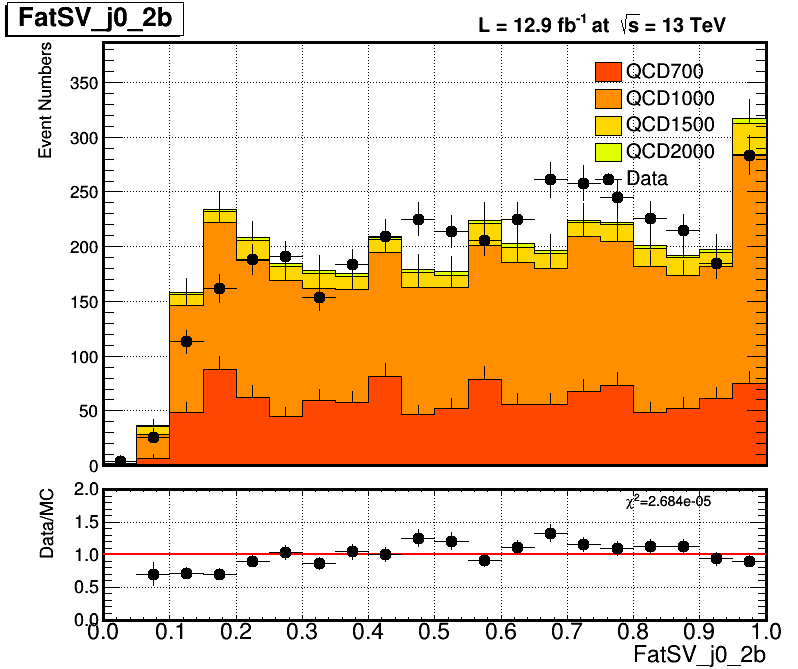 FatSV_j0_2b
L = 12.9 fb⁻¹ at √s = 13 TeV
Event Numbers
350
300
250
200
150
100
50
0
QCD700
QCD1000
QCD1500
QCD2000
Data
Data/MC
2.0
1.5
1.0
0.5
0.0
χ²=2.684e-05
0.0 0.1 0.2 0.3 0.4 0.5 0.6 0.7 0.8 0.9 1.0
FatSV_j0_2b